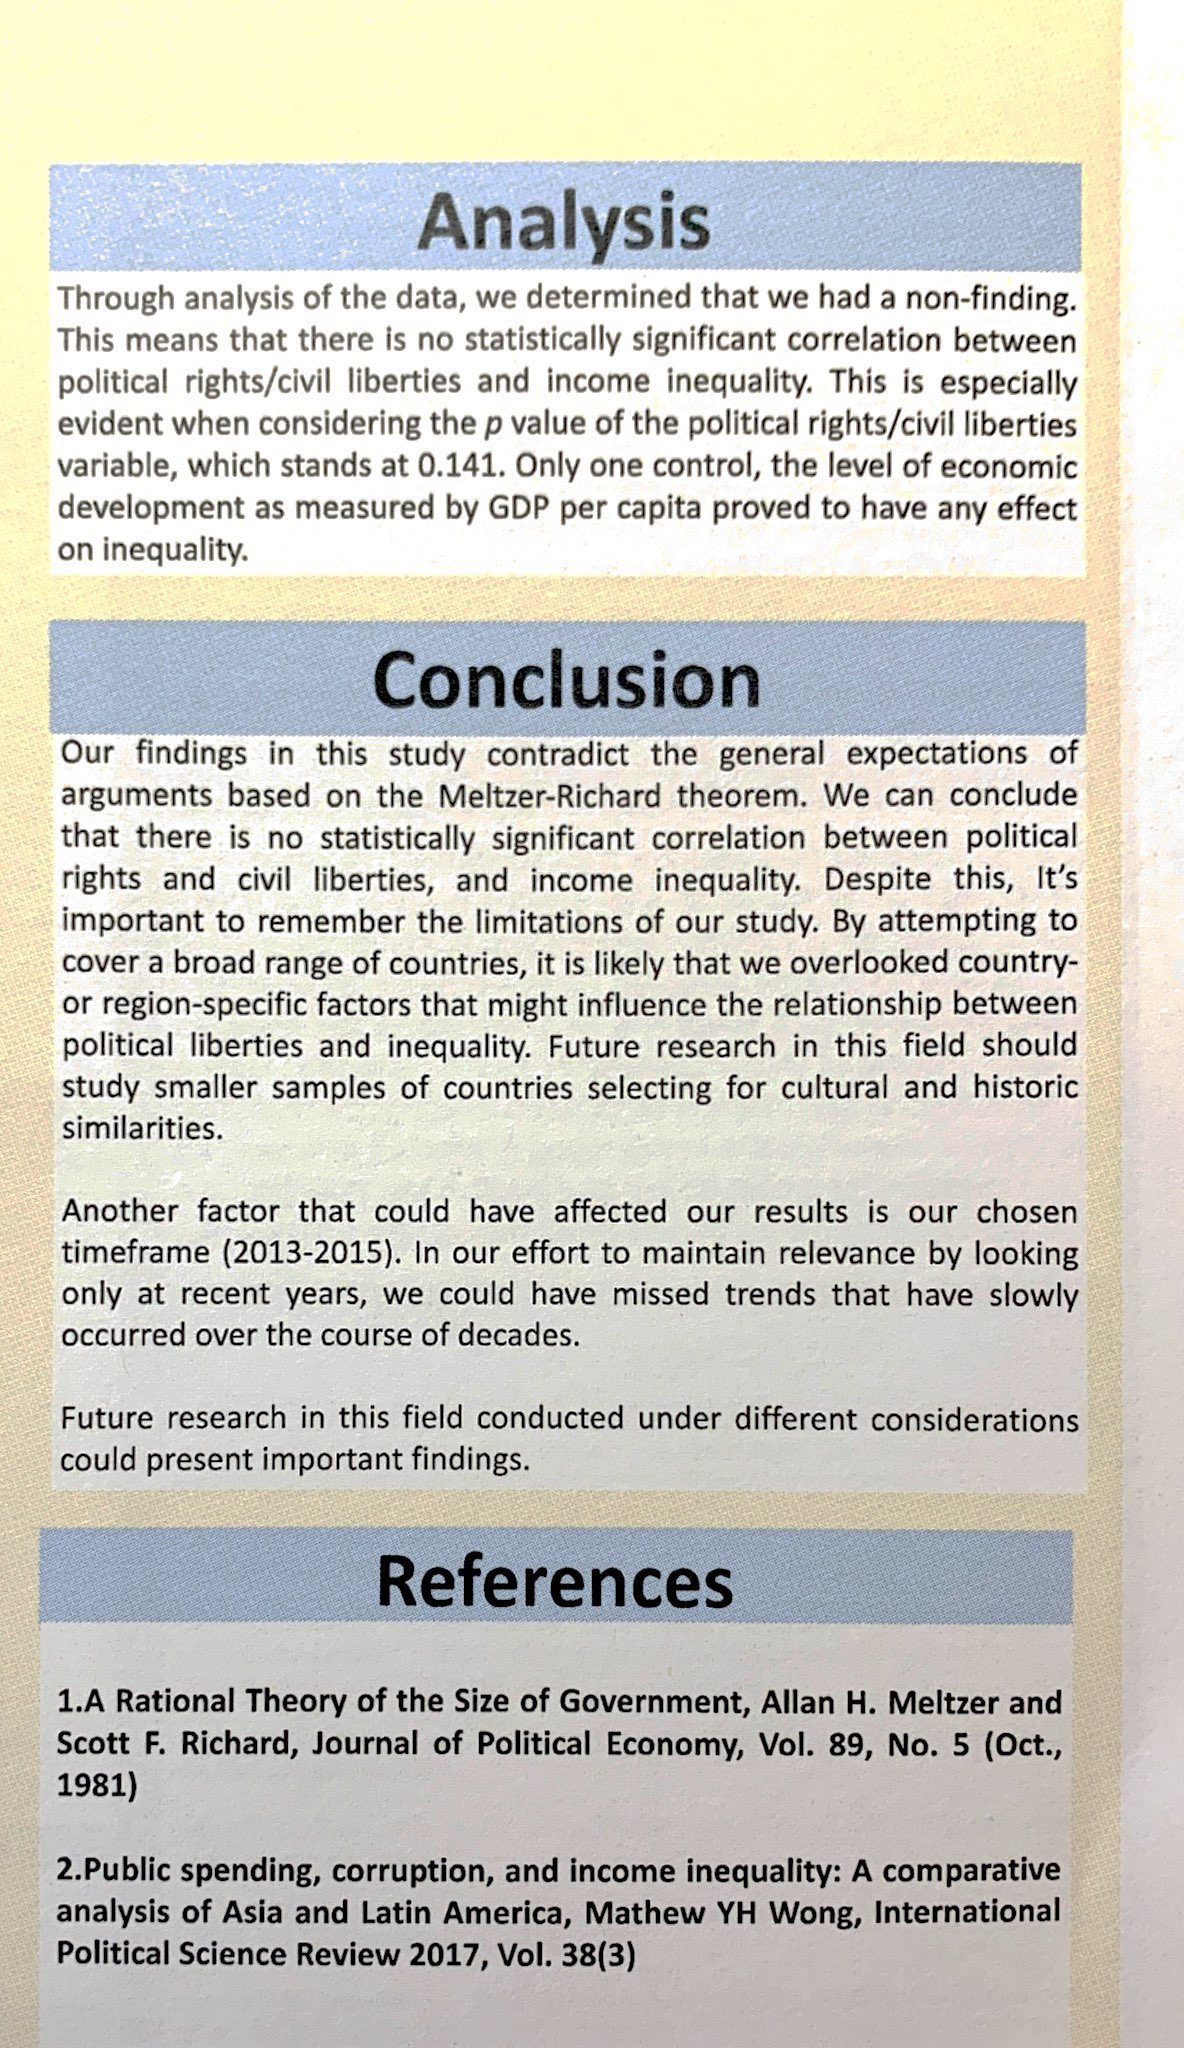 Analysis
Through analysis of the data, we determined that we had a non-finding.
This means that there is no statistically significant correlation between
political rights/civil liberties and income inequality. This is especially
evident when considering the p value of the political rights/civil liberties
variable, which stands at 0.141. Only one control, the level of economic
development as measured by GDP per capita proved to have any effect
on inequality.
Conclusion
Our findings in this study contradict the general expectations of
arguments based on the Meltzer-Richard theorem. We can conclude
that there is no statistically significant correlation between political
rights and civil liberties, and income inequality. Despite this, It's
important to remember the limitations of our study. By attempting to
cover a broad range of countries, it is likely that we overlooked country-
or region-specific factors that might influence the relationship between
political liberties and inequality. Future research in this field should
study smaller samples of countries selecting for cultural and historic
similarities.
Another factor that could have affected our results is our chosen
timeframe (2013-2015). In our effort to maintain relevance by looking
only at recent years, we could have missed trends that have slowly
occurred over the course of decades.
Future research in this field conducted under different considerations
could present important findings.
References
1.A Rational Theory of the Size of Government, Allan H. Meltzer and
Scott F. Richard, Journal of Political Economy, Vol. 89, No. 5 (Oct.,
1981)
2.Public spending, corruption, and income inequality: A comparative
analysis of Asia and Latin America, Mathew YH Wong, International
Political Science Review 2017, Vol. 38(3)